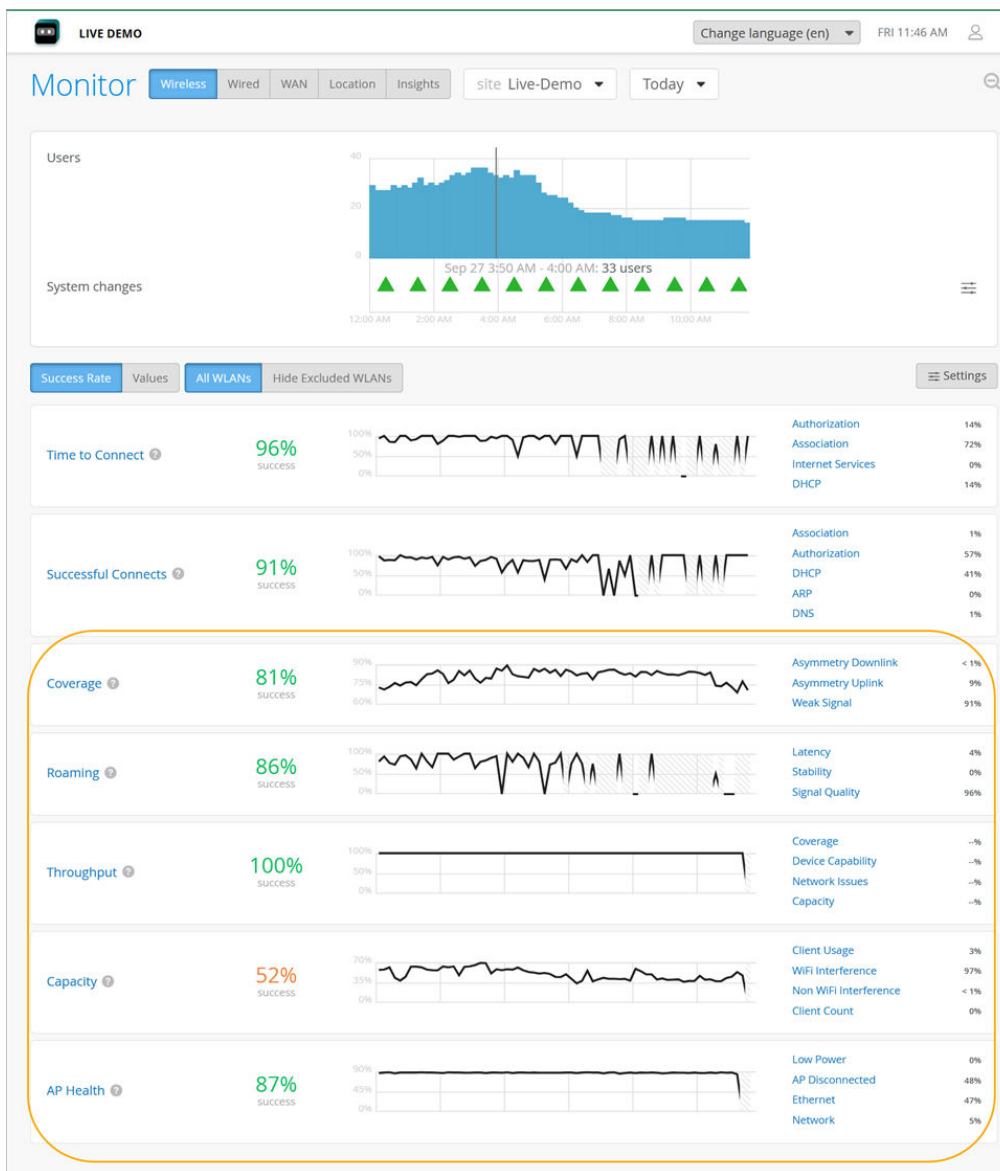 LIVE DEMO
Change language (en)
FRI 11:46 AM
Monitor
Wireless
Wired
WAN
Location
Insights
site Live-Demo
Today
Users
40
20
0
Sep 27 3:50 AM - 4:00 AM: 33 users
System changes
12:00 AM 2:00 AM 4:00 AM 6:00 AM 8:00 AM 10:00 AM
Success Rate
Values
All WLANs
Hide Excluded WLANs
Settings
Time to Connect ?
96%
success
100%
50%
0%
Authorization 14%
Association 72%
Internet Services 0%
DHCP 14%
Successful Connects ?
91%
success
100%
50%
0%
Association 1%
Authorization 57%
DHCP 41%
ARP 0%
DNS 1%
Coverage ?
81%
success
90%
75%
60%
Asymmetry Downlink < 1%
Asymmetry Uplink 9%
Weak Signal 91%
Roaming ?
86%
success
100%
50%
0%
Latency 4%
Stability 0%
Signal Quality 96%
Throughput ?
100%
success
100%
50%
0%
Coverage --%
Device Capability --%
Network Issues --%
Capacity --%
Capacity ?
52%
success
70%
35%
0%
Client Usage 3%
WiFi Interference 97%
Non WiFi Interference < 1%
Client Count 0%
AP Health ?
87%
success
90%
45%
0%
Low Power 0%
AP Disconnected 48%
Ethernet 47%
Network 5%